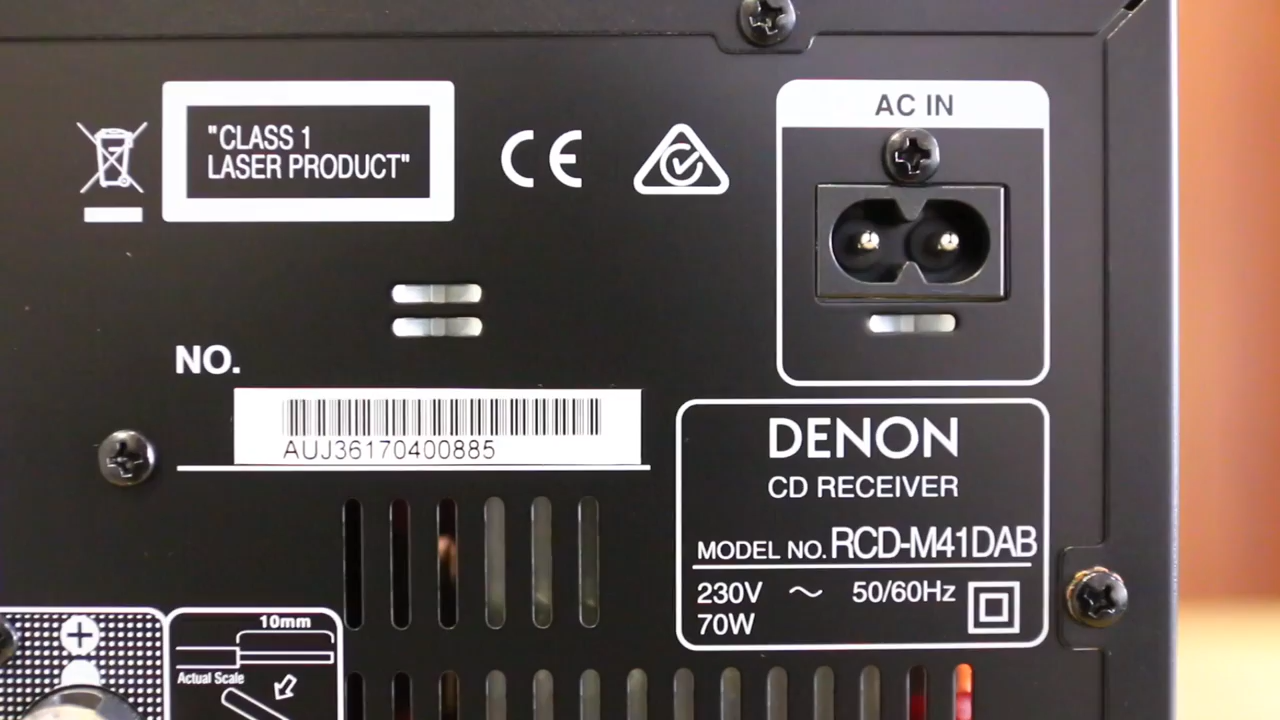 "CLASS 1
LASER PRODUCT"
CE
AC IN
NO.
AUJ36170400885
DENON
CD RECEIVER
MODEL NO. RCD-M41DAB
230V ～ 50/60Hz
70W
10mm
Actual Scale